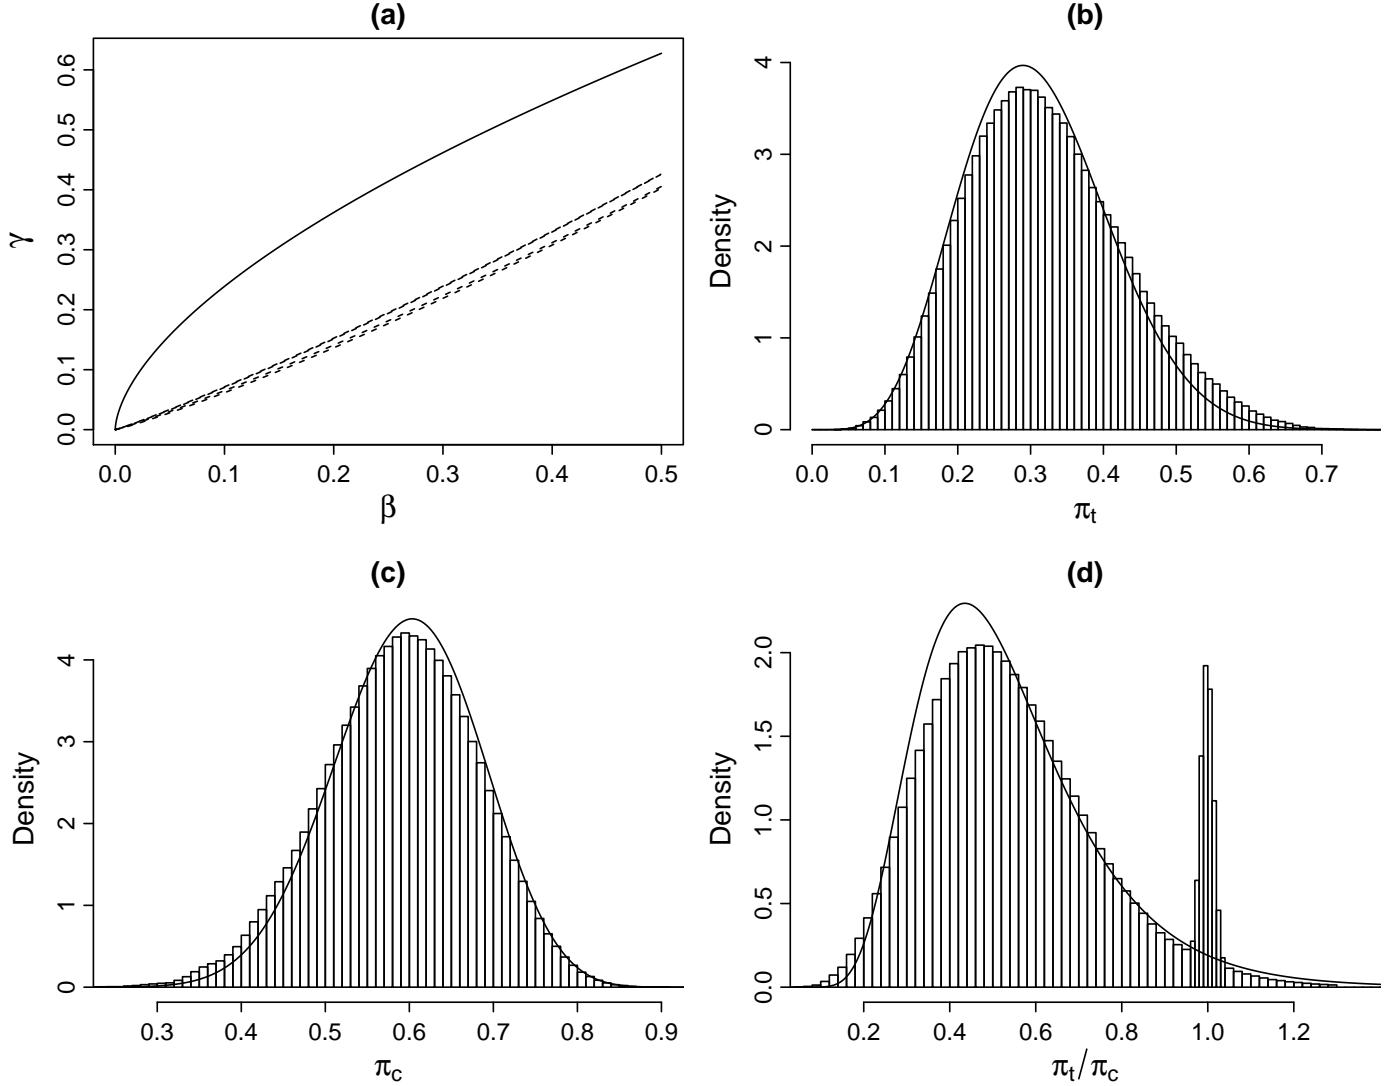 (a)
γ
0.0 0.1 0.2 0.3 0.4 0.5 0.6
0.0 0.1 0.2 0.3 0.4 0.5
β
(b)
Density
0 1 2 3 4
0.0 0.1 0.2 0.3 0.4 0.5 0.6 0.7
πt
(c)
Density
0 1 2 3 4
0.3 0.4 0.5 0.6 0.7 0.8 0.9
πc
(d)
Density
0.0 0.5 1.0 1.5 2.0
0.2 0.4 0.6 0.8 1.0 1.2
πt/πc